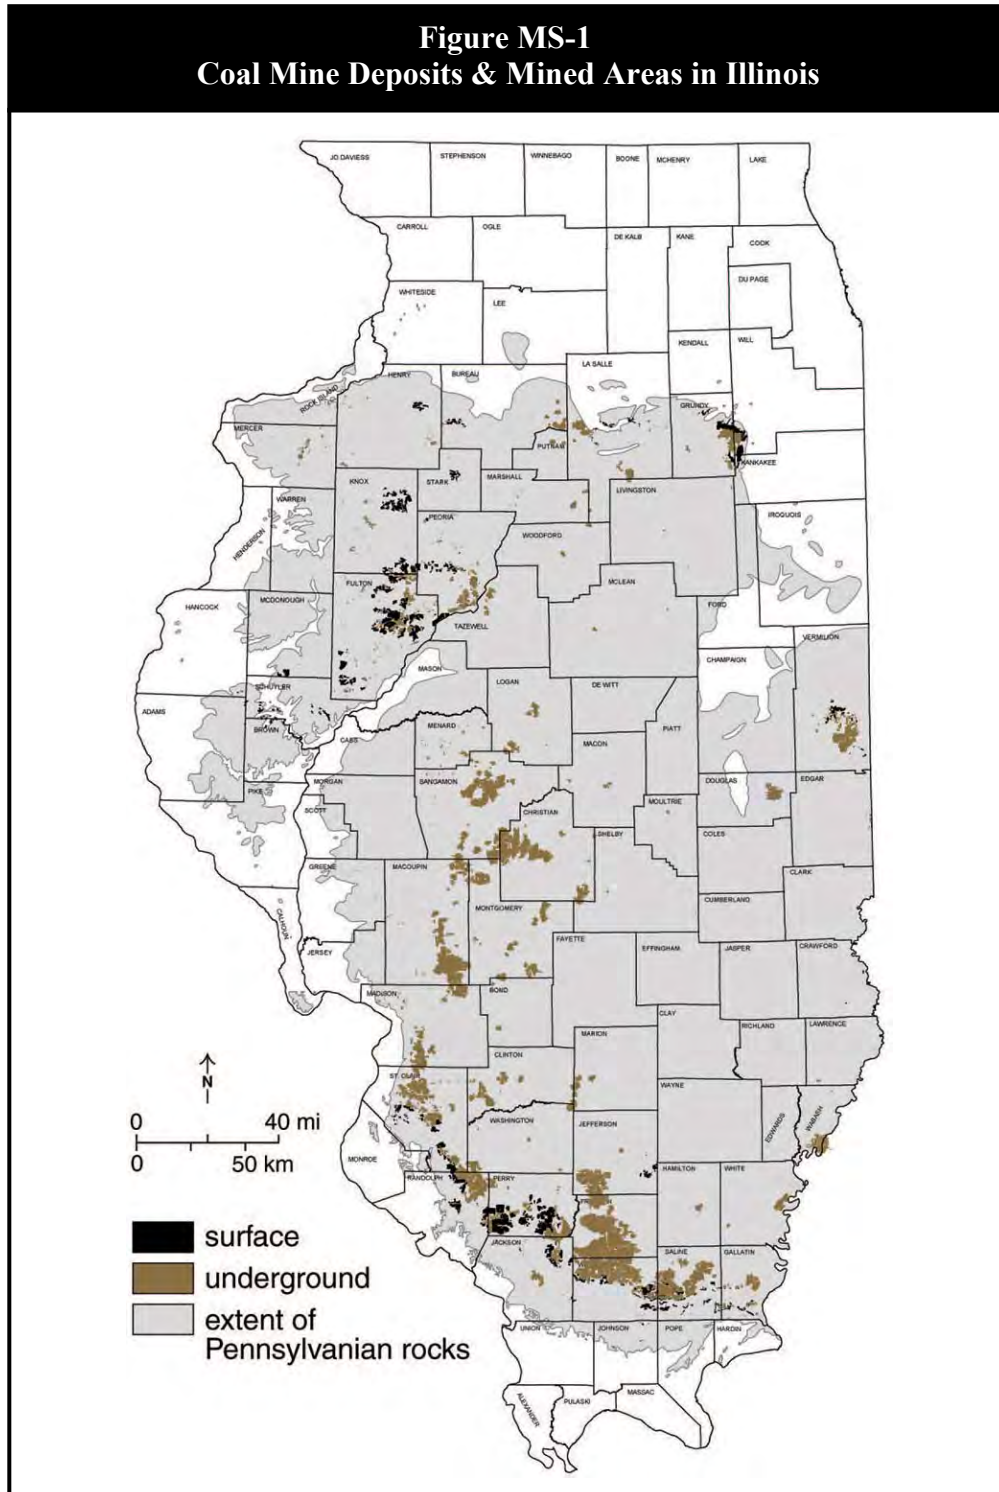 Figure MS-1
Coal Mine Deposits & Mined Areas in Illinois
JO DAVIESS
STEPHENSON
WINNEBAGO
BOONE
MCHENRY
LAKE
CARROLL
OGLE
DE KALB
KANE
COOK
DU PAGE
WHITESIDE
LEE
KENDALL
WILL
LA SALLE
HENRY
BUREAU
ROCK ISLAND
GRUNDY
MERCER
PUTNAM
KANKAKEE
KNOX
STARK
MARSHALL
LIVINGSTON
WARREN
PEORIA
IROQUOIS
HENDERSON
WOODFORD
FULTON
MCLEAN
HANCOCK
MCDONOUGH
FORD
TAZEWELL
VERMILION
MASON
CHAMPAIGN
SCHUYLER
LOGAN
DE WITT
ADAMS
BROWN
MENARD
PIATT
CASS
MACON
MORGAN
SANGAMON
DOUGLAS
EDGAR
PIKE
SCOTT
CHRISTIAN
MOULTRIE
SHELBY
COLES
GREENE
MACOUPIN
CLARK
CUMBERLAND
CALHOUN
MONTGOMERY
FAYETTE
JERSEY
EFFINGHAM
JASPER
CRAWFORD
MADISON
BOND
CLAY
RICHLAND
LAWRENCE
MARION
CLINTON
N
ST. CLAIR
WAYNE
0 40 mi
WASHINGTON
JEFFERSON
EDWARDS
WABASH
0 50 km
MONROE
RANDOLPH
PERRY
HAMILTON
WHITE
surface
JACKSON
SALINE
GALLATIN
underground
extent of
Pennsylvanian rocks
UNION
JOHNSON
POPE
HARDIN
ALEXANDER
PULASKI
MASSAC